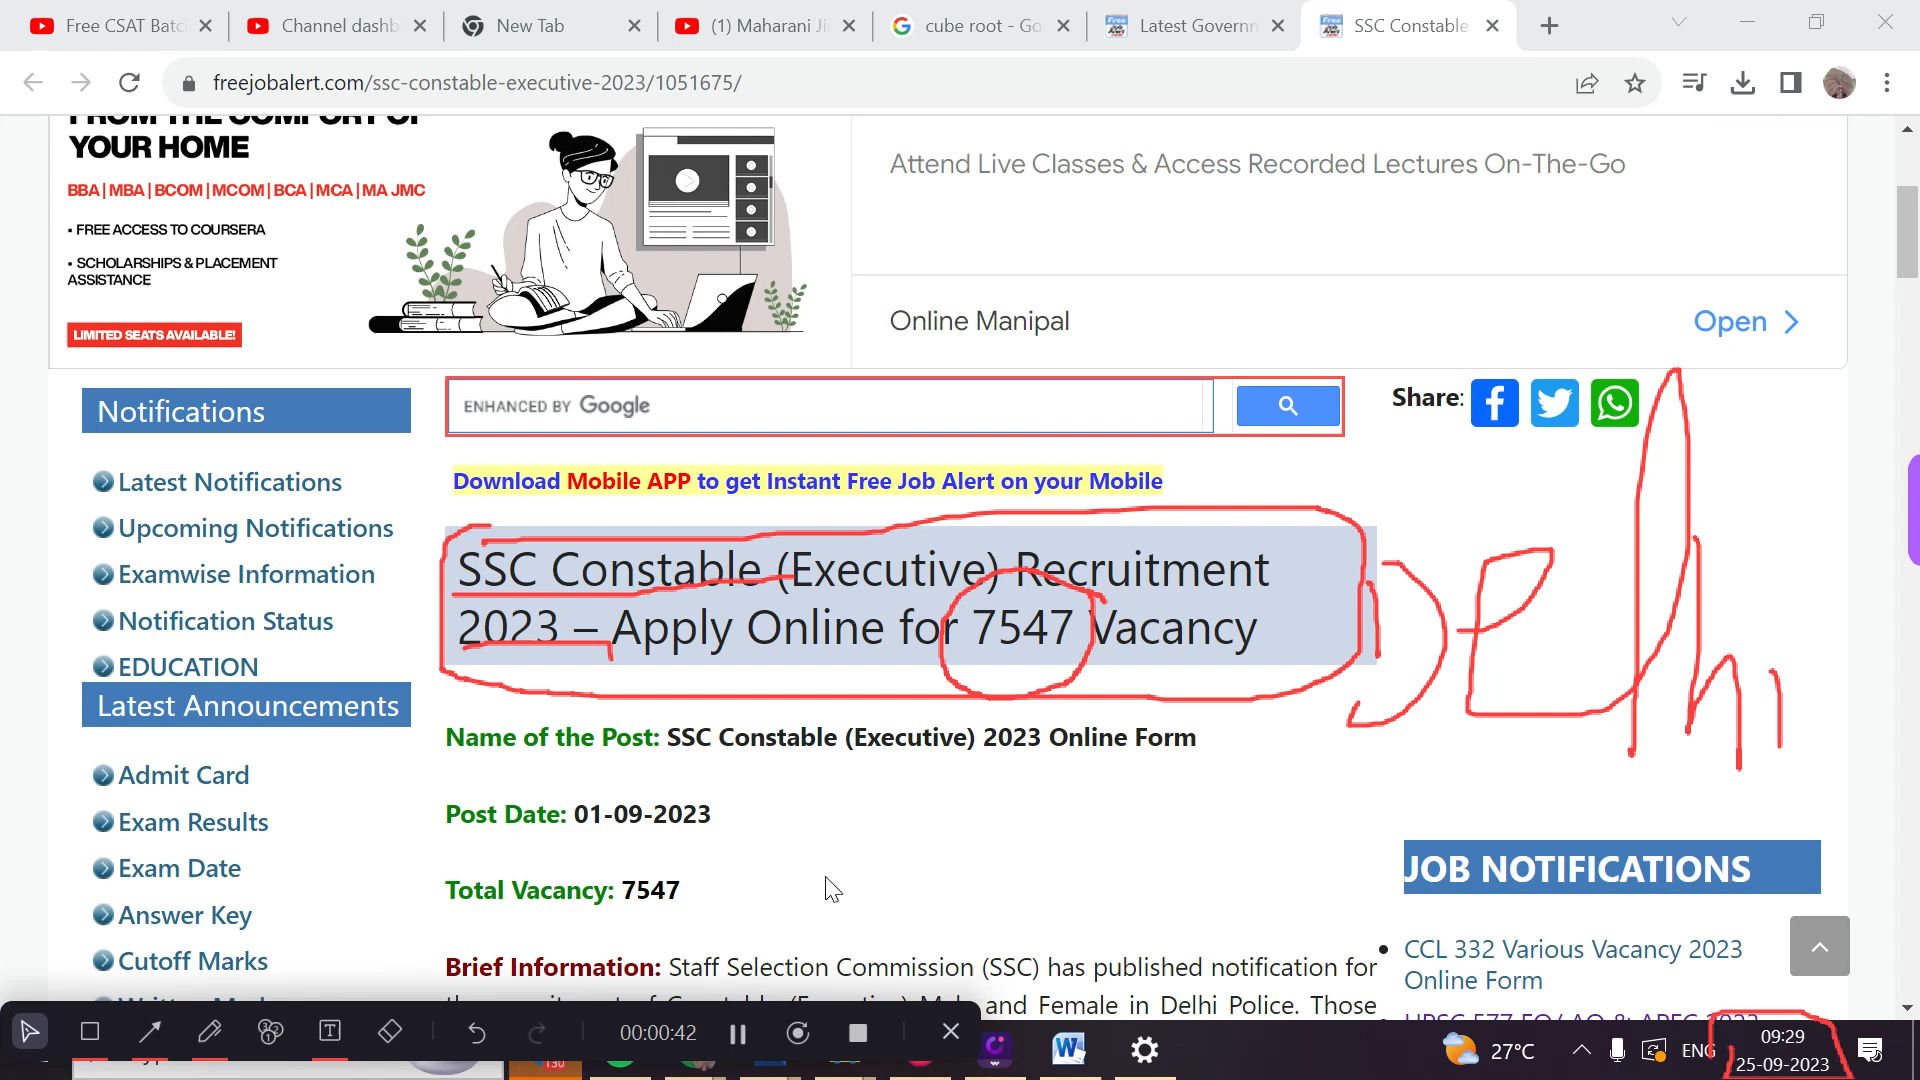 Free CSAT Batc
Channel dashb
New Tab
(1) Maharani Ji
cube root - Go
Latest Governm
SSC Constable
freejobalert.com/ssc-constable-executive-2023/1051675/
FROM THE COMFORT OF
YOUR HOME
BBA | MBA | BCOM | MCOM | BCA | MCA | MA JMC
• FREE ACCESS TO COURSERA
• SCHOLARSHIPS & PLACEMENT
ASSISTANCE
LIMITED SEATS AVAILABLE!
Attend Live Classes & Access Recorded Lectures On-The-Go
Online Manipal
Open
Notifications
Latest Notifications
Upcoming Notifications
Examwise Information
Notification Status
EDUCATION
Latest Announcements
Admit Card
Exam Results
Exam Date
Answer Key
Cutoff Marks
ENHANCED BY Google
Share:
Download Mobile APP to get Instant Free Job Alert on your Mobile
SSC Constable (Executive) Recruitment
2023 – Apply Online for 7547 Vacancy
Delhi
Name of the Post: SSC Constable (Executive) 2023 Online Form
Post Date: 01-09-2023
Total Vacancy: 7547
Brief Information: Staff Selection Commission (SSC) has published notification for
and Female in Delhi Police. Those
JOB NOTIFICATIONS
CCL 332 Various Vacancy 2023
Online Form
00:00:42
130
27°C
ENG
09:29
25-09-2023